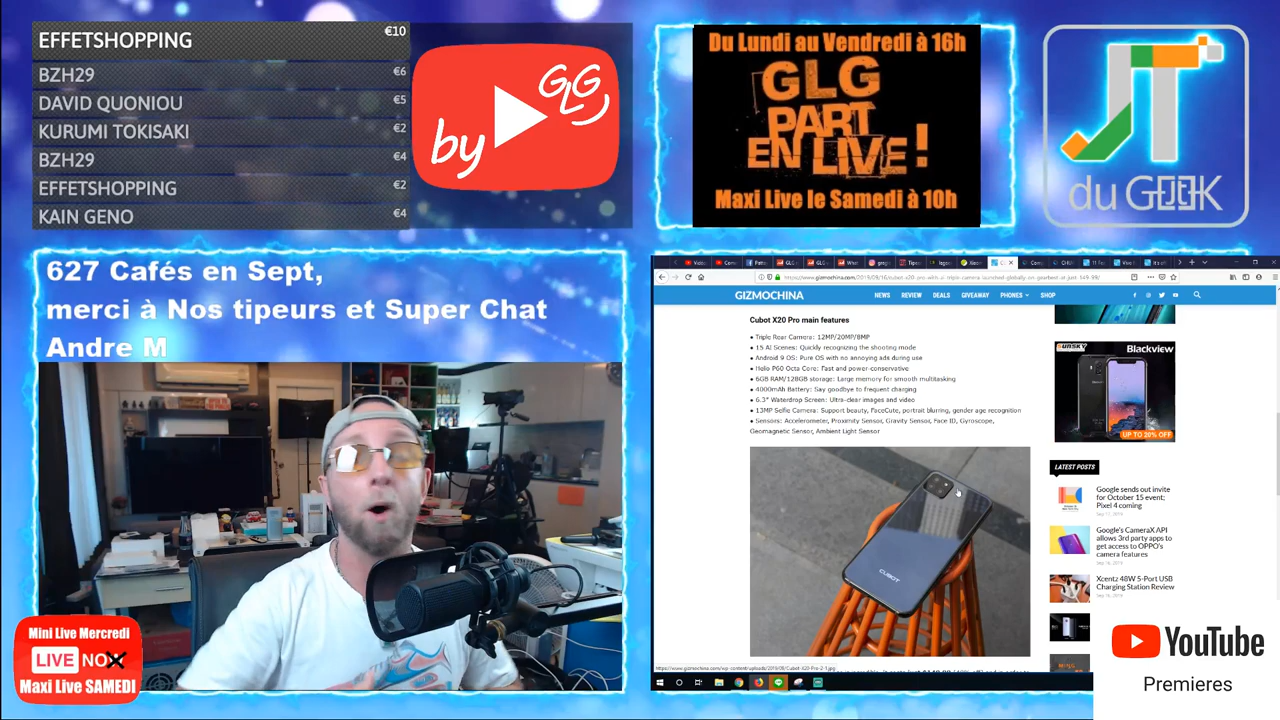 EFFETSHOPPING €10
BZH29 €6
DAVID QUONIOU €5
KURUMI TOKISAKI €2
BZH29 €4
EFFETSHOPPING €2
KAIN GENO €4
by GLG
Du Lundi au Vendredi à 16h
GLG
PART
EN LIVE !
Maxi Live le Samedi à 10h
JT
du GEEK
627 Cafés en Sept,
merci à Nos tipeurs et Super Chat
Andre M
GIZMOCHINA
NEWS REVIEW DEALS GIVEAWAY PHONES SHOP
Cubot X20 Pro main features
• Triple Rear Camera: 12MP/20MP/8MP
• 15 AI Scenes: Quickly recognizing the shooting mode
• Android 9 OS: Pure OS with no annoying ads during use
• Helio P60 Octa Core: Fast and power-conservative
• 6GB RAM/128GB storage: Large memory for smooth multitasking
• 4000mAh Battery: Say goodbye to frequent charging
• 6.3" Waterdrop Screen: Ultra-clear images and video
• 13MP Selfie Camera: Support beauty, FaceCute, portrait blurring, gender age recognition
• Sensors: Accelerometer, Proximity Sensor, Gravity Sensor, Face ID, Gyroscope,
Geomagnetic Sensor, Ambient Light Sensor
CUBOT
SUNSKY
Blackview
UP TO 20% OFF
LATEST POSTS
Google sends out invite
for October 15 event;
Pixel 4 coming
Google's CameraX API
allows 3rd party apps to
get access to OPPO's
camera features
Xcentz 48W 5-Port USB
Charging Station Review
Mini Live Mercredi
LIVE NOW
Maxi Live SAMEDI
YouTube
Premieres